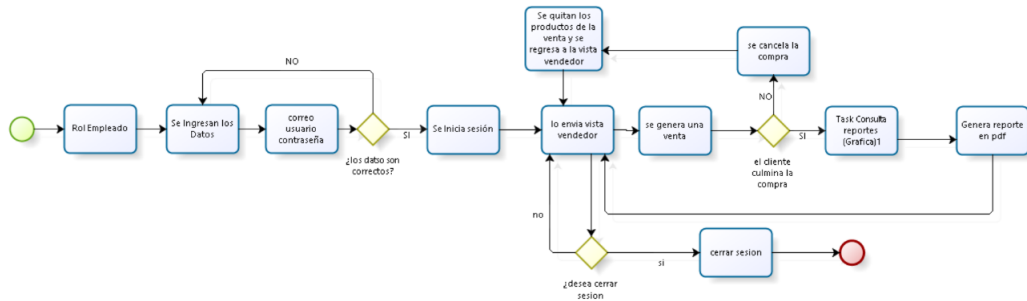 Se quitan los
productos de la
venta y se
regresa a la vista
vendedor
se cancela la
compra
NO
NO
Rol Empleado
Se Ingresan los
Datos
correo
usuario
contraseña
SI
¿los datso son
correctos?
Se Inicia sesión
lo envia vista
vendedor
se genera una
venta
SI
el cliente
culmina la
compra
Task Consulta
reportes
(Grafica)1
Genera reporte
en pdf
no
¿desea cerrar
sesion
si
cerrar sesion